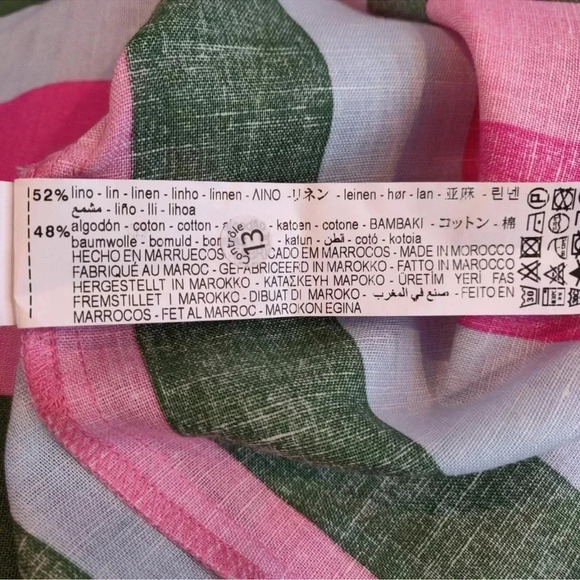 52% lino - lin - linen - linho - linnen - ΛΙΝΟ - リネン - leinen - hør - lan - 亚麻 - 린넨
مشمع - liño - lli - lihoa
48% algodón - coton - cotton - katoen - cotone - BAMBAKI - コットン - 棉
baumwolle - bomuld - katun - قطن - cotó - kotoia
HECHO EN MARRUECOS EM MARROCOS - MADE IN MOROCCO
FABRIQUÉ AU MAROC - GEFABRICEERD IN MAROKKO - FATTO IN MAROCCO
HERGESTELLT IN MAROKKO - ΚΑΤΑΣΚΕΥΗ ΜΑΡΟΚΟ - ÜRETİM YERİ FAS
FREMSTILLET I MAROKKO - DIBUAT DI MAROKO - صنع في المغرب - FEITO EN
MARROCOS - FET AL MARROC - MAROKON EGINA
contrôle
13